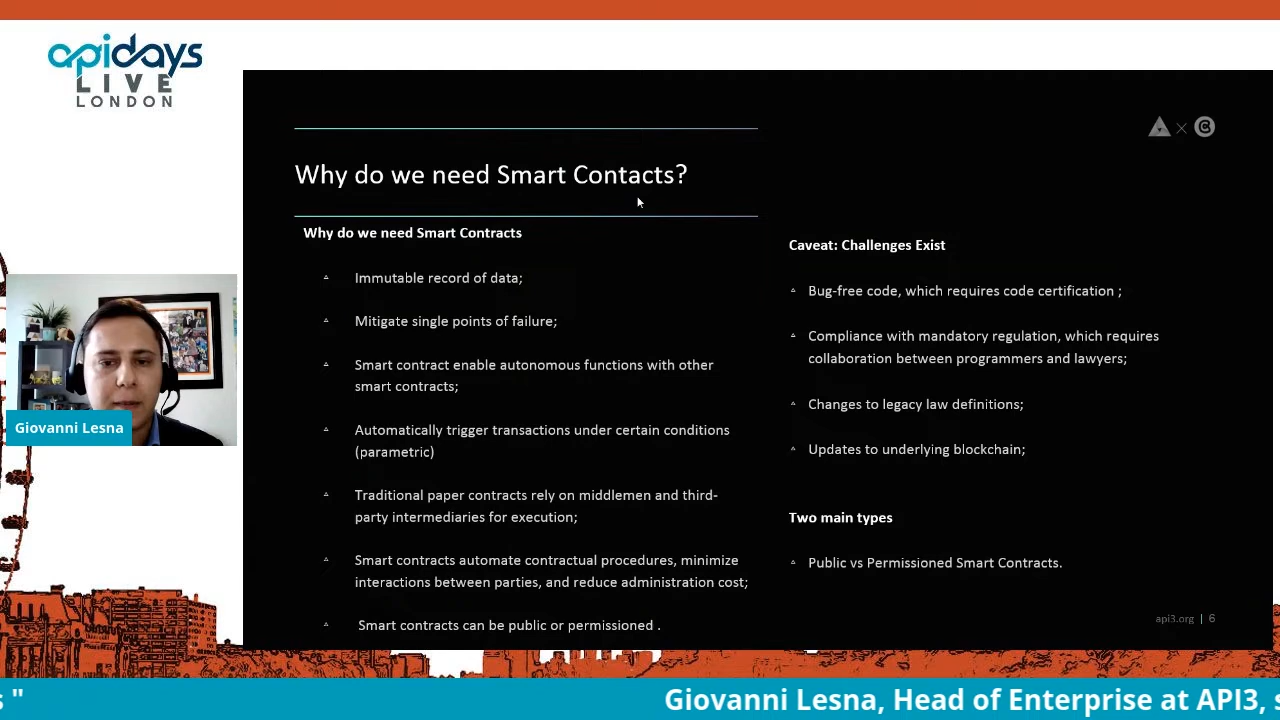 apidays
LIVE
LONDON
Why do we need Smart Contacts?
Why do we need Smart Contracts
Immutable record of data;
Mitigate single points of failure;
Smart contract enable autonomous functions with other
smart contracts;
Automatically trigger transactions under certain conditions
(parametric)
Traditional paper contracts rely on middlemen and third-
party intermediaries for execution;
Smart contracts automate contractual procedures, minimize
interactions between parties, and reduce administration cost;
Smart contracts can be public or permissioned .
Caveat: Challenges Exist
Bug-free code, which requires code certification ;
Compliance with mandatory regulation, which requires
collaboration between programmers and lawyers;
Changes to legacy law definitions;
Updates to underlying blockchain;
Two main types
Public vs Permissioned Smart Contracts.
api3.org | 6
Giovanni Lesna
s "
Giovanni Lesna, Head of Enterprise at API3, s